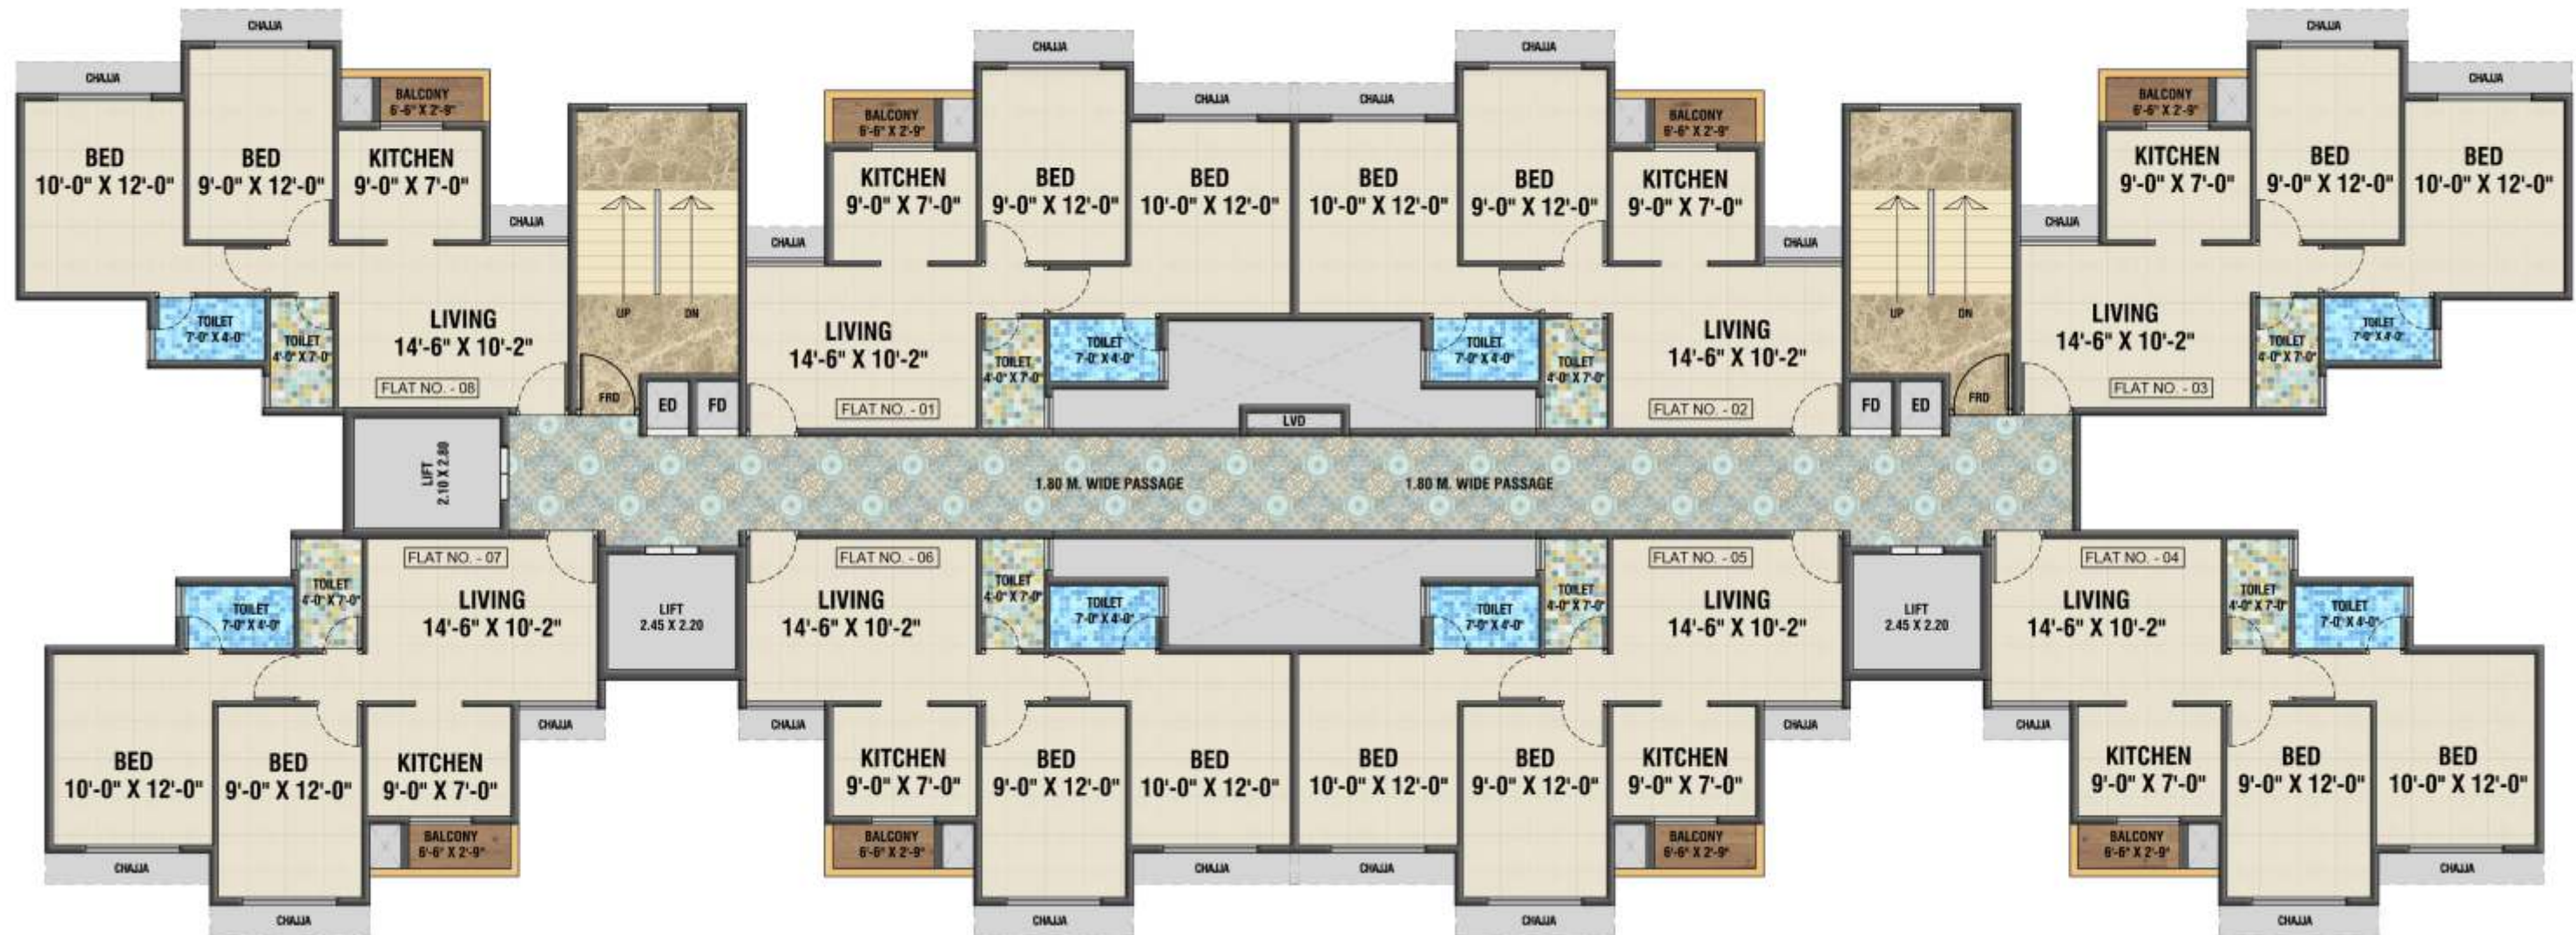 CHAJJA
CHAJJA
BED
10'-0" X 12'-0"
BED
9'-0" X 12'-0"
BALCONY
6'-6" X 2'-9"
KITCHEN
9'-0" X 7'-0"
CHAJJA
TOILET
7'-0" X 4'-0"
TOILET
4'-0" X 7'-0"
LIVING
14'-6" X 10'-2"
FLAT NO. - 08
UP
DN
FRD
ED
FD
CHAJJA
CHAJJA
CHAJJA
BALCONY
6'-6" X 2'-9"
KITCHEN
9'-0" X 7'-0"
BED
9'-0" X 12'-0"
BED
10'-0" X 12'-0"
LIVING
14'-6" X 10'-2"
TOILET
4'-0" X 7'-0"
TOILET
7'-0" X 4'-0"
FLAT NO. - 01
LVD
CHAJJA
CHAJJA
BALCONY
6'-6" X 2'-9"
BED
10'-0" X 12'-0"
BED
9'-0" X 12'-0"
KITCHEN
9'-0" X 7'-0"
CHAJJA
TOILET
7'-0" X 4'-0"
TOILET
4'-0" X 7'-0"
LIVING
14'-6" X 10'-2"
FLAT NO. - 02
UP
DN
FD
ED
FRD
CHAJJA
CHAJJA
BALCONY
6'-6" X 2'-9"
KITCHEN
9'-0" X 7'-0"
BED
9'-0" X 12'-0"
BED
10'-0" X 12'-0"
CHAJJA
LIVING
14'-6" X 10'-2"
TOILET
4'-0" X 7'-0"
TOILET
7'-0" X 4'-0"
FLAT NO. - 03
LIFT
2.10 X 2.80
1.80 M. WIDE PASSAGE
1.80 M. WIDE PASSAGE
FLAT NO. - 07
TOILET
4'-0" X 7'-0"
TOILET
7'-0" X 4'-0"
LIVING
14'-6" X 10'-2"
BED
10'-0" X 12'-0"
BED
9'-0" X 12'-0"
KITCHEN
9'-0" X 7'-0"
CHAJJA
BALCONY
6'-6" X 2'-9"
CHAJJA
CHAJJA
LIFT
2.45 X 2.20
FLAT NO. - 06
LIVING
14'-6" X 10'-2"
TOILET
4'-0" X 7'-0"
TOILET
7'-0" X 4'-0"
CHAJJA
KITCHEN
9'-0" X 7'-0"
BED
9'-0" X 12'-0"
BED
10'-0" X 12'-0"
BALCONY
6'-6" X 2'-9"
CHAJJA
CHAJJA
FLAT NO. - 05
TOILET
7'-0" X 4'-0"
TOILET
4'-0" X 7'-0"
LIVING
14'-6" X 10'-2"
BED
10'-0" X 12'-0"
BED
9'-0" X 12'-0"
KITCHEN
9'-0" X 7'-0"
CHAJJA
BALCONY
6'-6" X 2'-9"
CHAJJA
CHAJJA
LIFT
2.45 X 2.20
FLAT NO. - 04
LIVING
14'-6" X 10'-2"
TOILET
4'-0" X 7'-0"
TOILET
7'-0" X 4'-0"
CHAJJA
KITCHEN
9'-0" X 7'-0"
BED
9'-0" X 12'-0"
BED
10'-0" X 12'-0"
BALCONY
6'-6" X 2'-9"
CHAJJA
CHAJJA